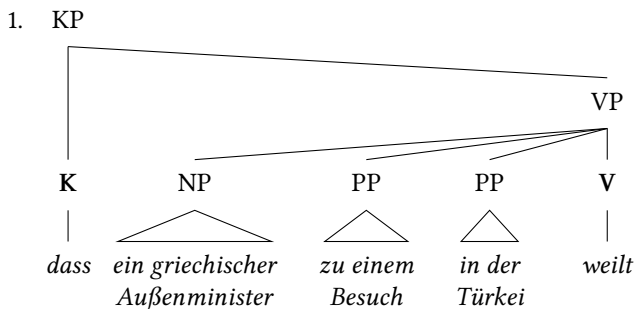 1. KP
VP
K NP PP PP V
dass ein griechischer zu einem in der weilt
Außenminister Besuch Türkei